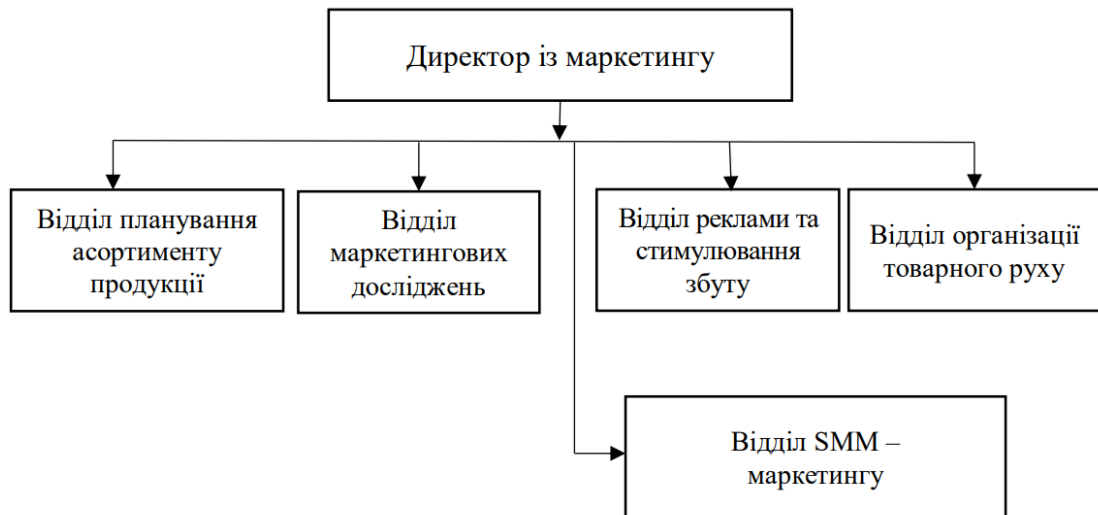 Директор із маркетингу
Відділ планування
асортименту
продукції
Відділ
маркетингових
досліджень
Відділ реклами та
стимулювання
збуту
Відділ організації
товарного руху
Відділ SMM –
маркетингу